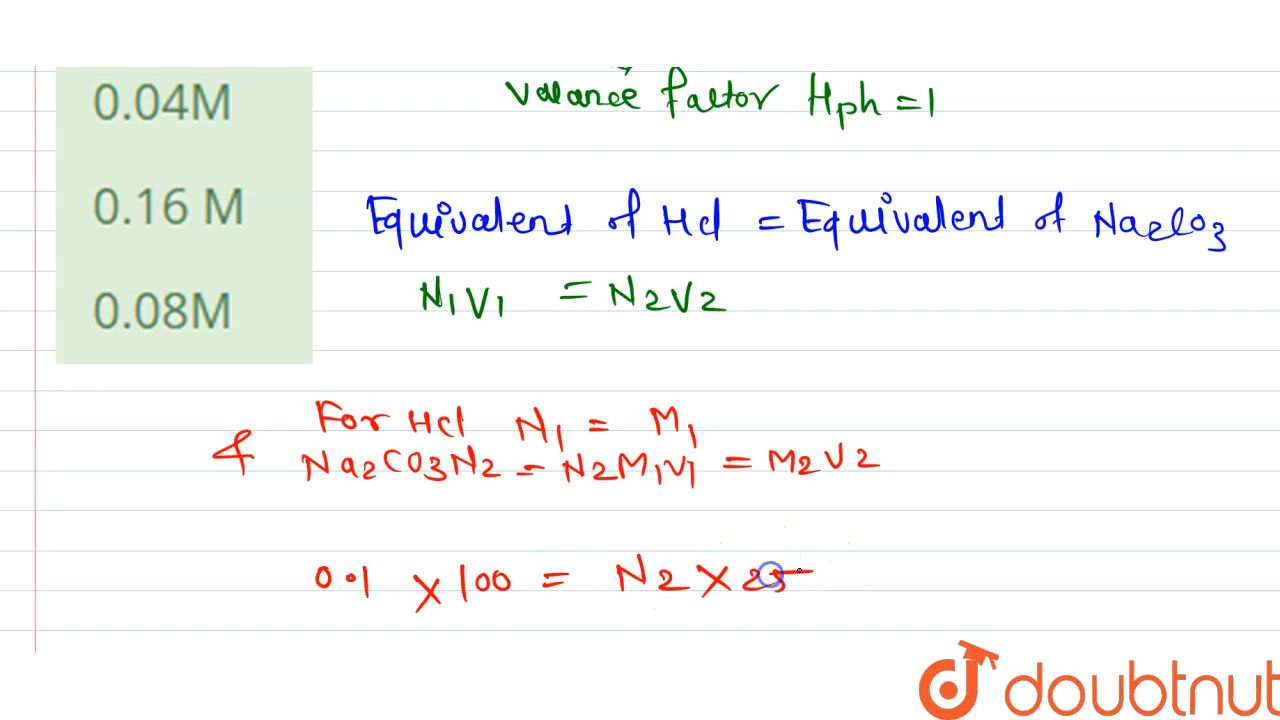 0.04M
valance factor Hph = 1
0.16 M
Equivalent of Hcl = Equivalent of
0.08M
N1V1 = N2V2
For Hcl N1 = M1
Na2CO3N2 = N2M1V1 = M2V2
0.1 X 100 = N2 X 25
doubtnut